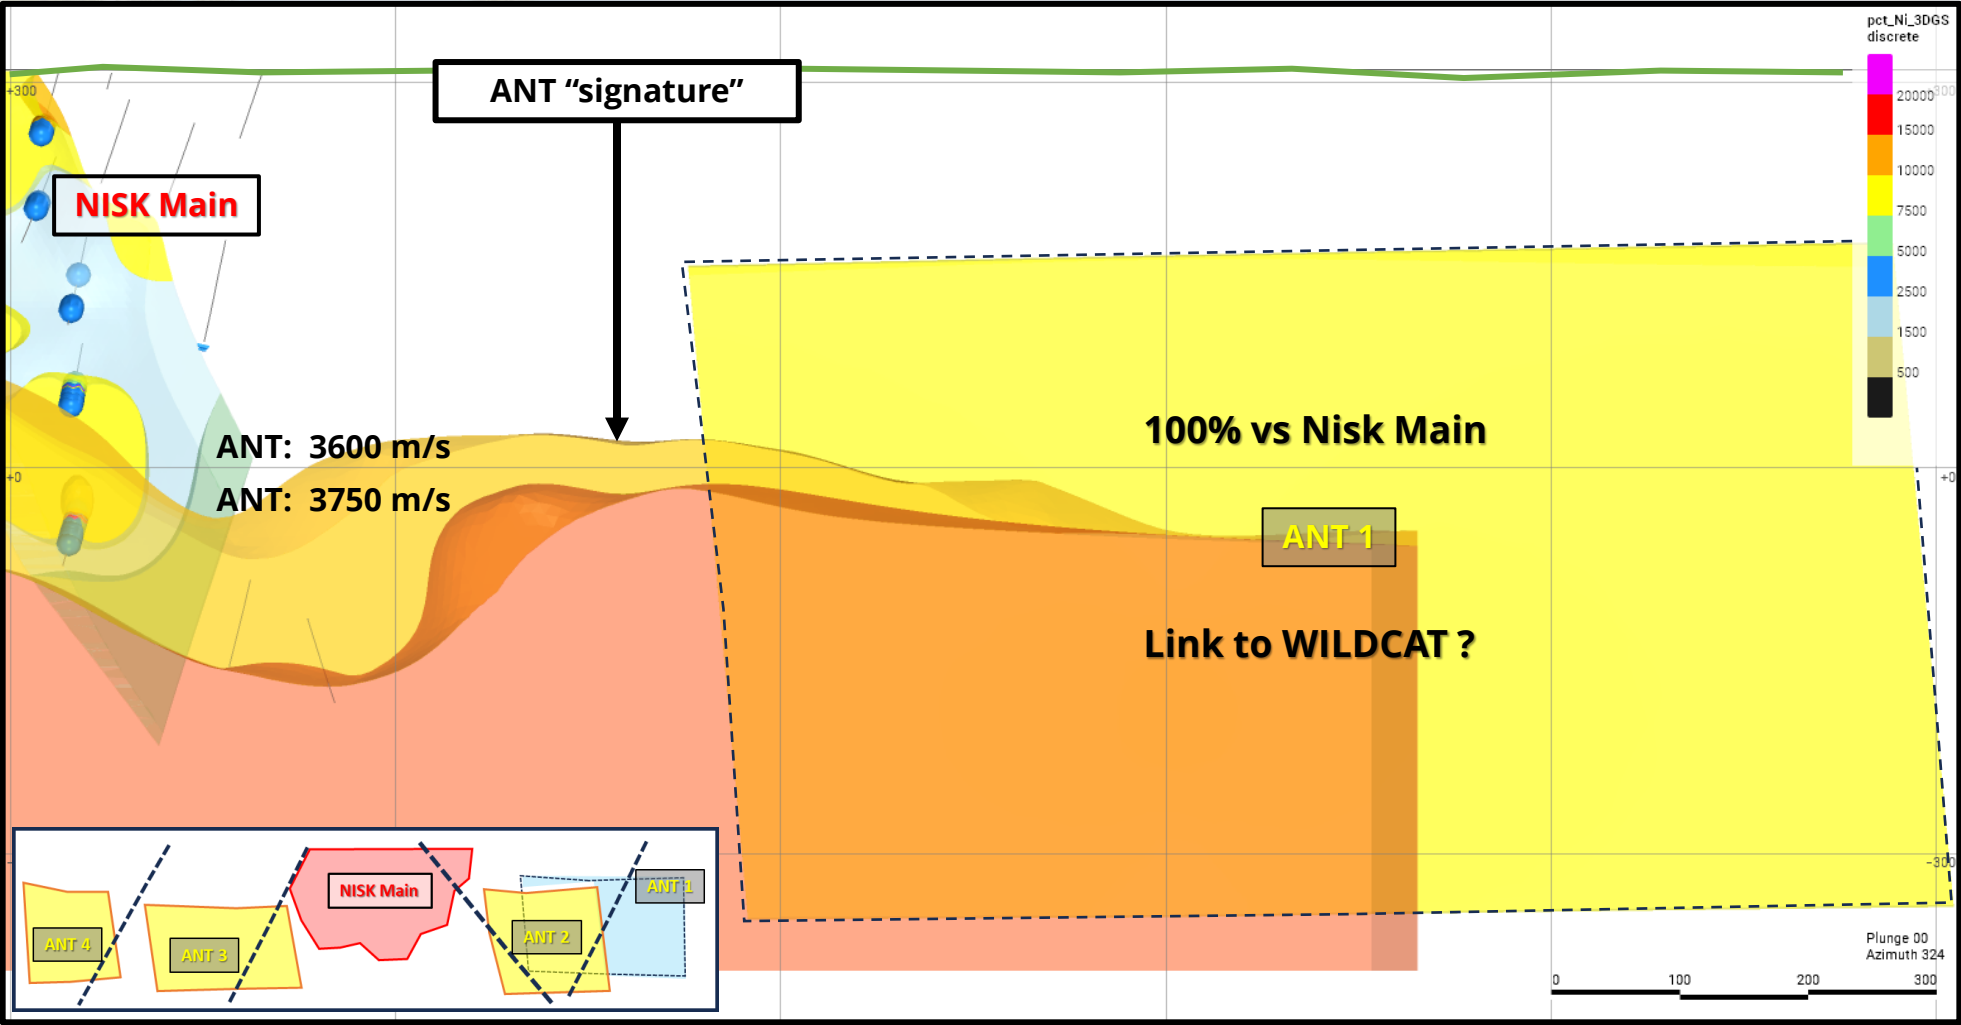 pct_Ni_3DGS
discrete
ANT “signature”
+300
20000
300
15000
10000
NISK Main
7500
5000
2500
1500
500
100% vs Nisk Main
ANT: 3600 m/s
+0
+0
ANT: 3750 m/s
ANT 1
Link to WILDCAT ?
-300
NISK Main
ANT 1
ANT 4
ANT 3
ANT 2
Plunge 00
Azimuth 324
0 100 200 300